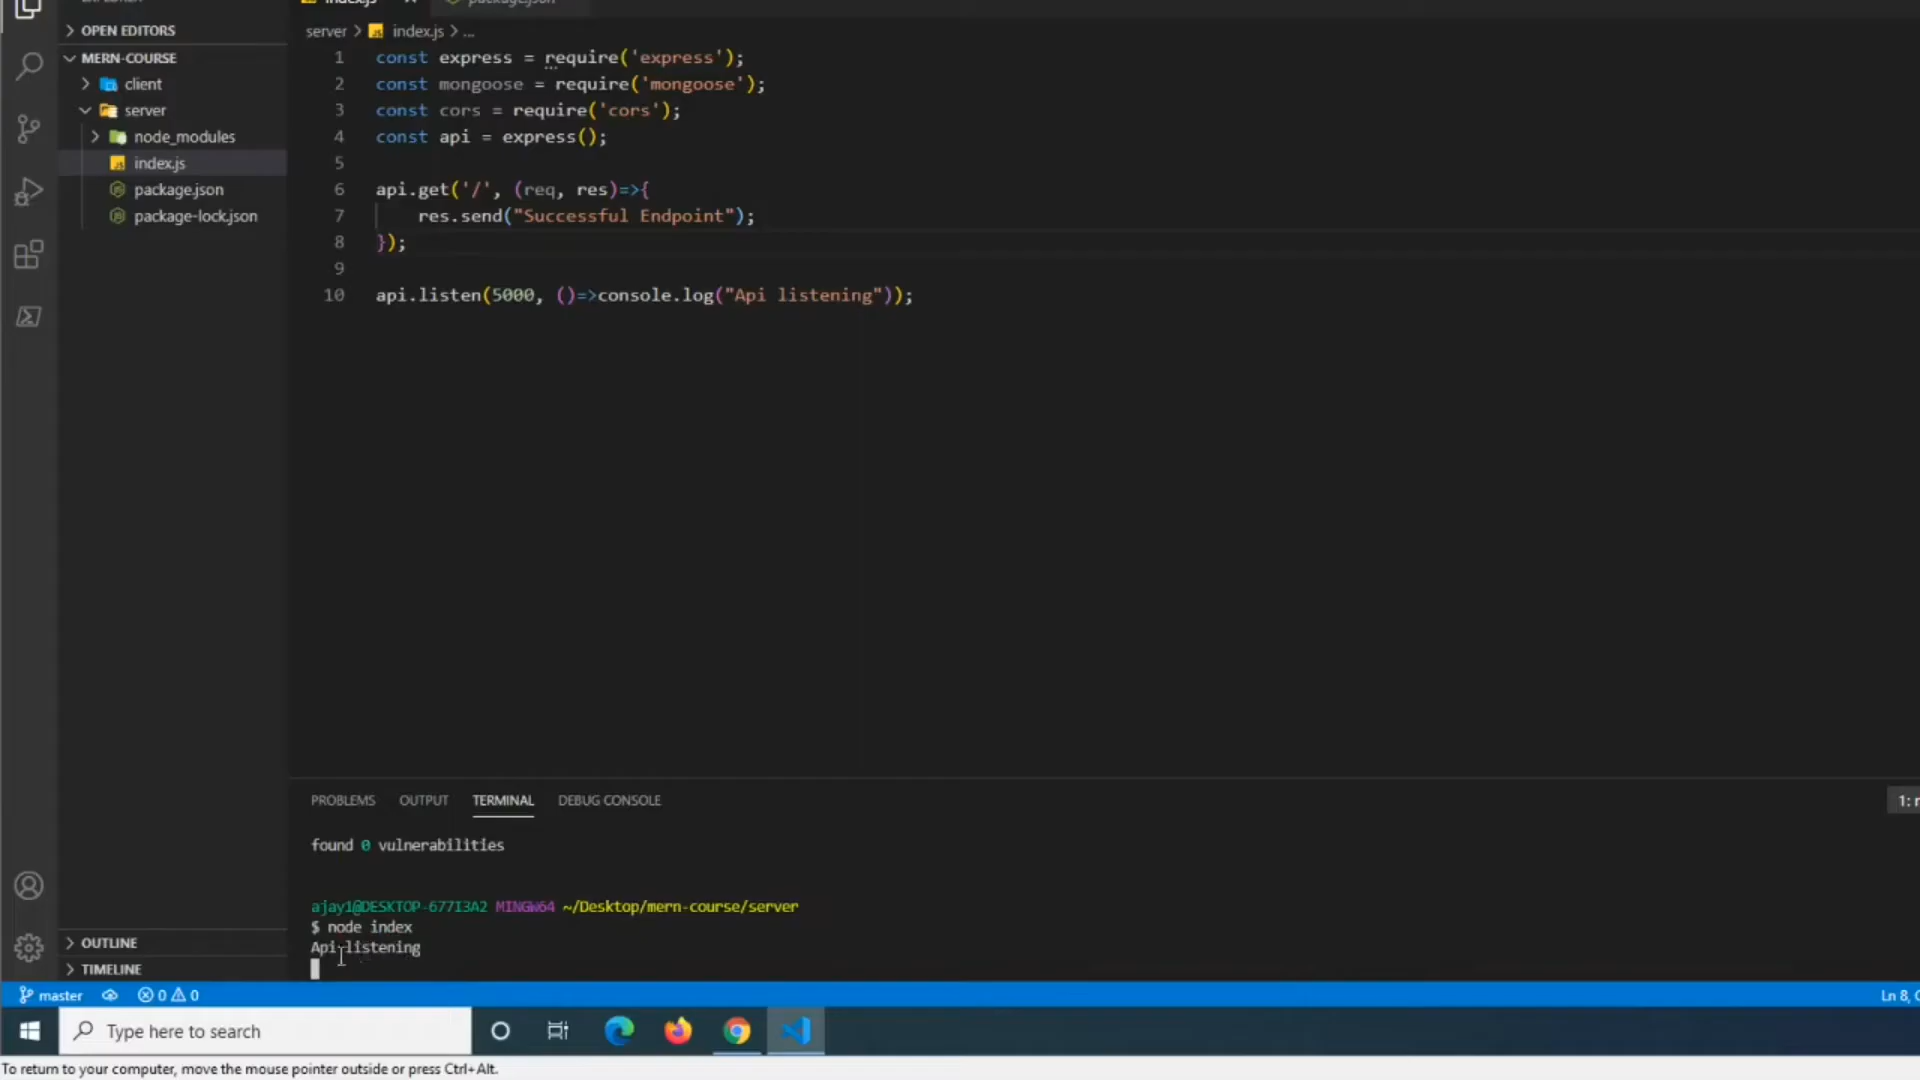 index.js
package.json
OPEN EDITORS
server > index.js > ...
MERN-COURSE
client
server
node_modules
index.js
package.json
package-lock.json
1 const express = require('express');
2 const mongoose = require('mongoose');
3 const cors = require('cors');
4 const api = express();
5
6 api.get('/', (req, res)=>{
7 res.send("Successful Endpoint");
8 });
9
10 api.listen(5000, ()=>console.log("Api listening"));
PROBLEMS OUTPUT TERMINAL DEBUG CONSOLE
1:
found 0 vulnerabilities
ajay1@DESKTOP-677I3A2 MINGW64 ~/Desktop/mern-course/server
$ node index
Api listening
OUTLINE
TIMELINE
master 0 0
Ln 8,
Type here to search
To return to your computer, move the mouse pointer outside or press Ctrl+Alt.